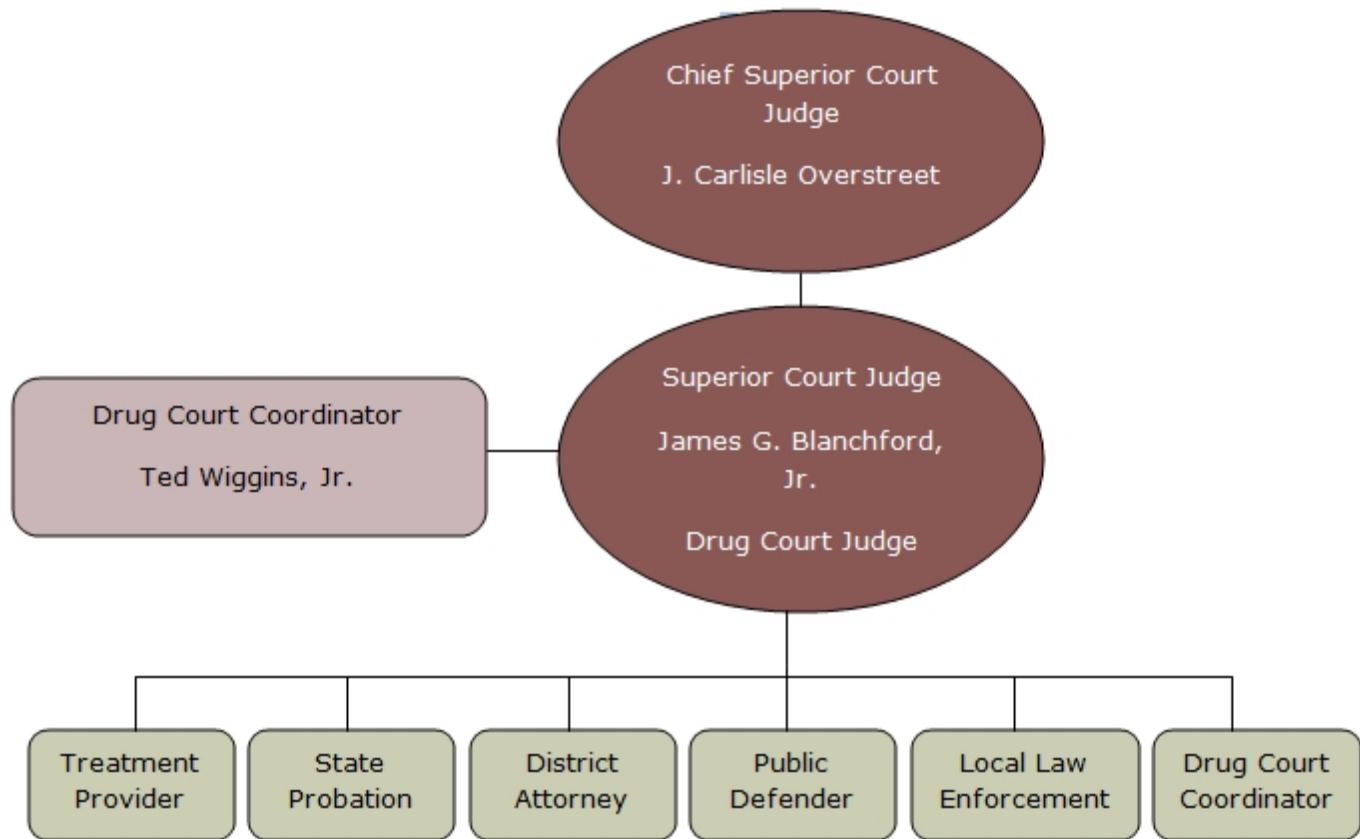 Chief Superior Court
Judge
J. Carlisle Overstreet
Superior Court Judge
James G. Blanchford,
Jr.
Drug Court Judge
Drug Court Coordinator
Ted Wiggins, Jr.
Treatment
Provider
State
Probation
District
Attorney
Public
Defender
Local Law
Enforcement
Drug Court
Coordinator